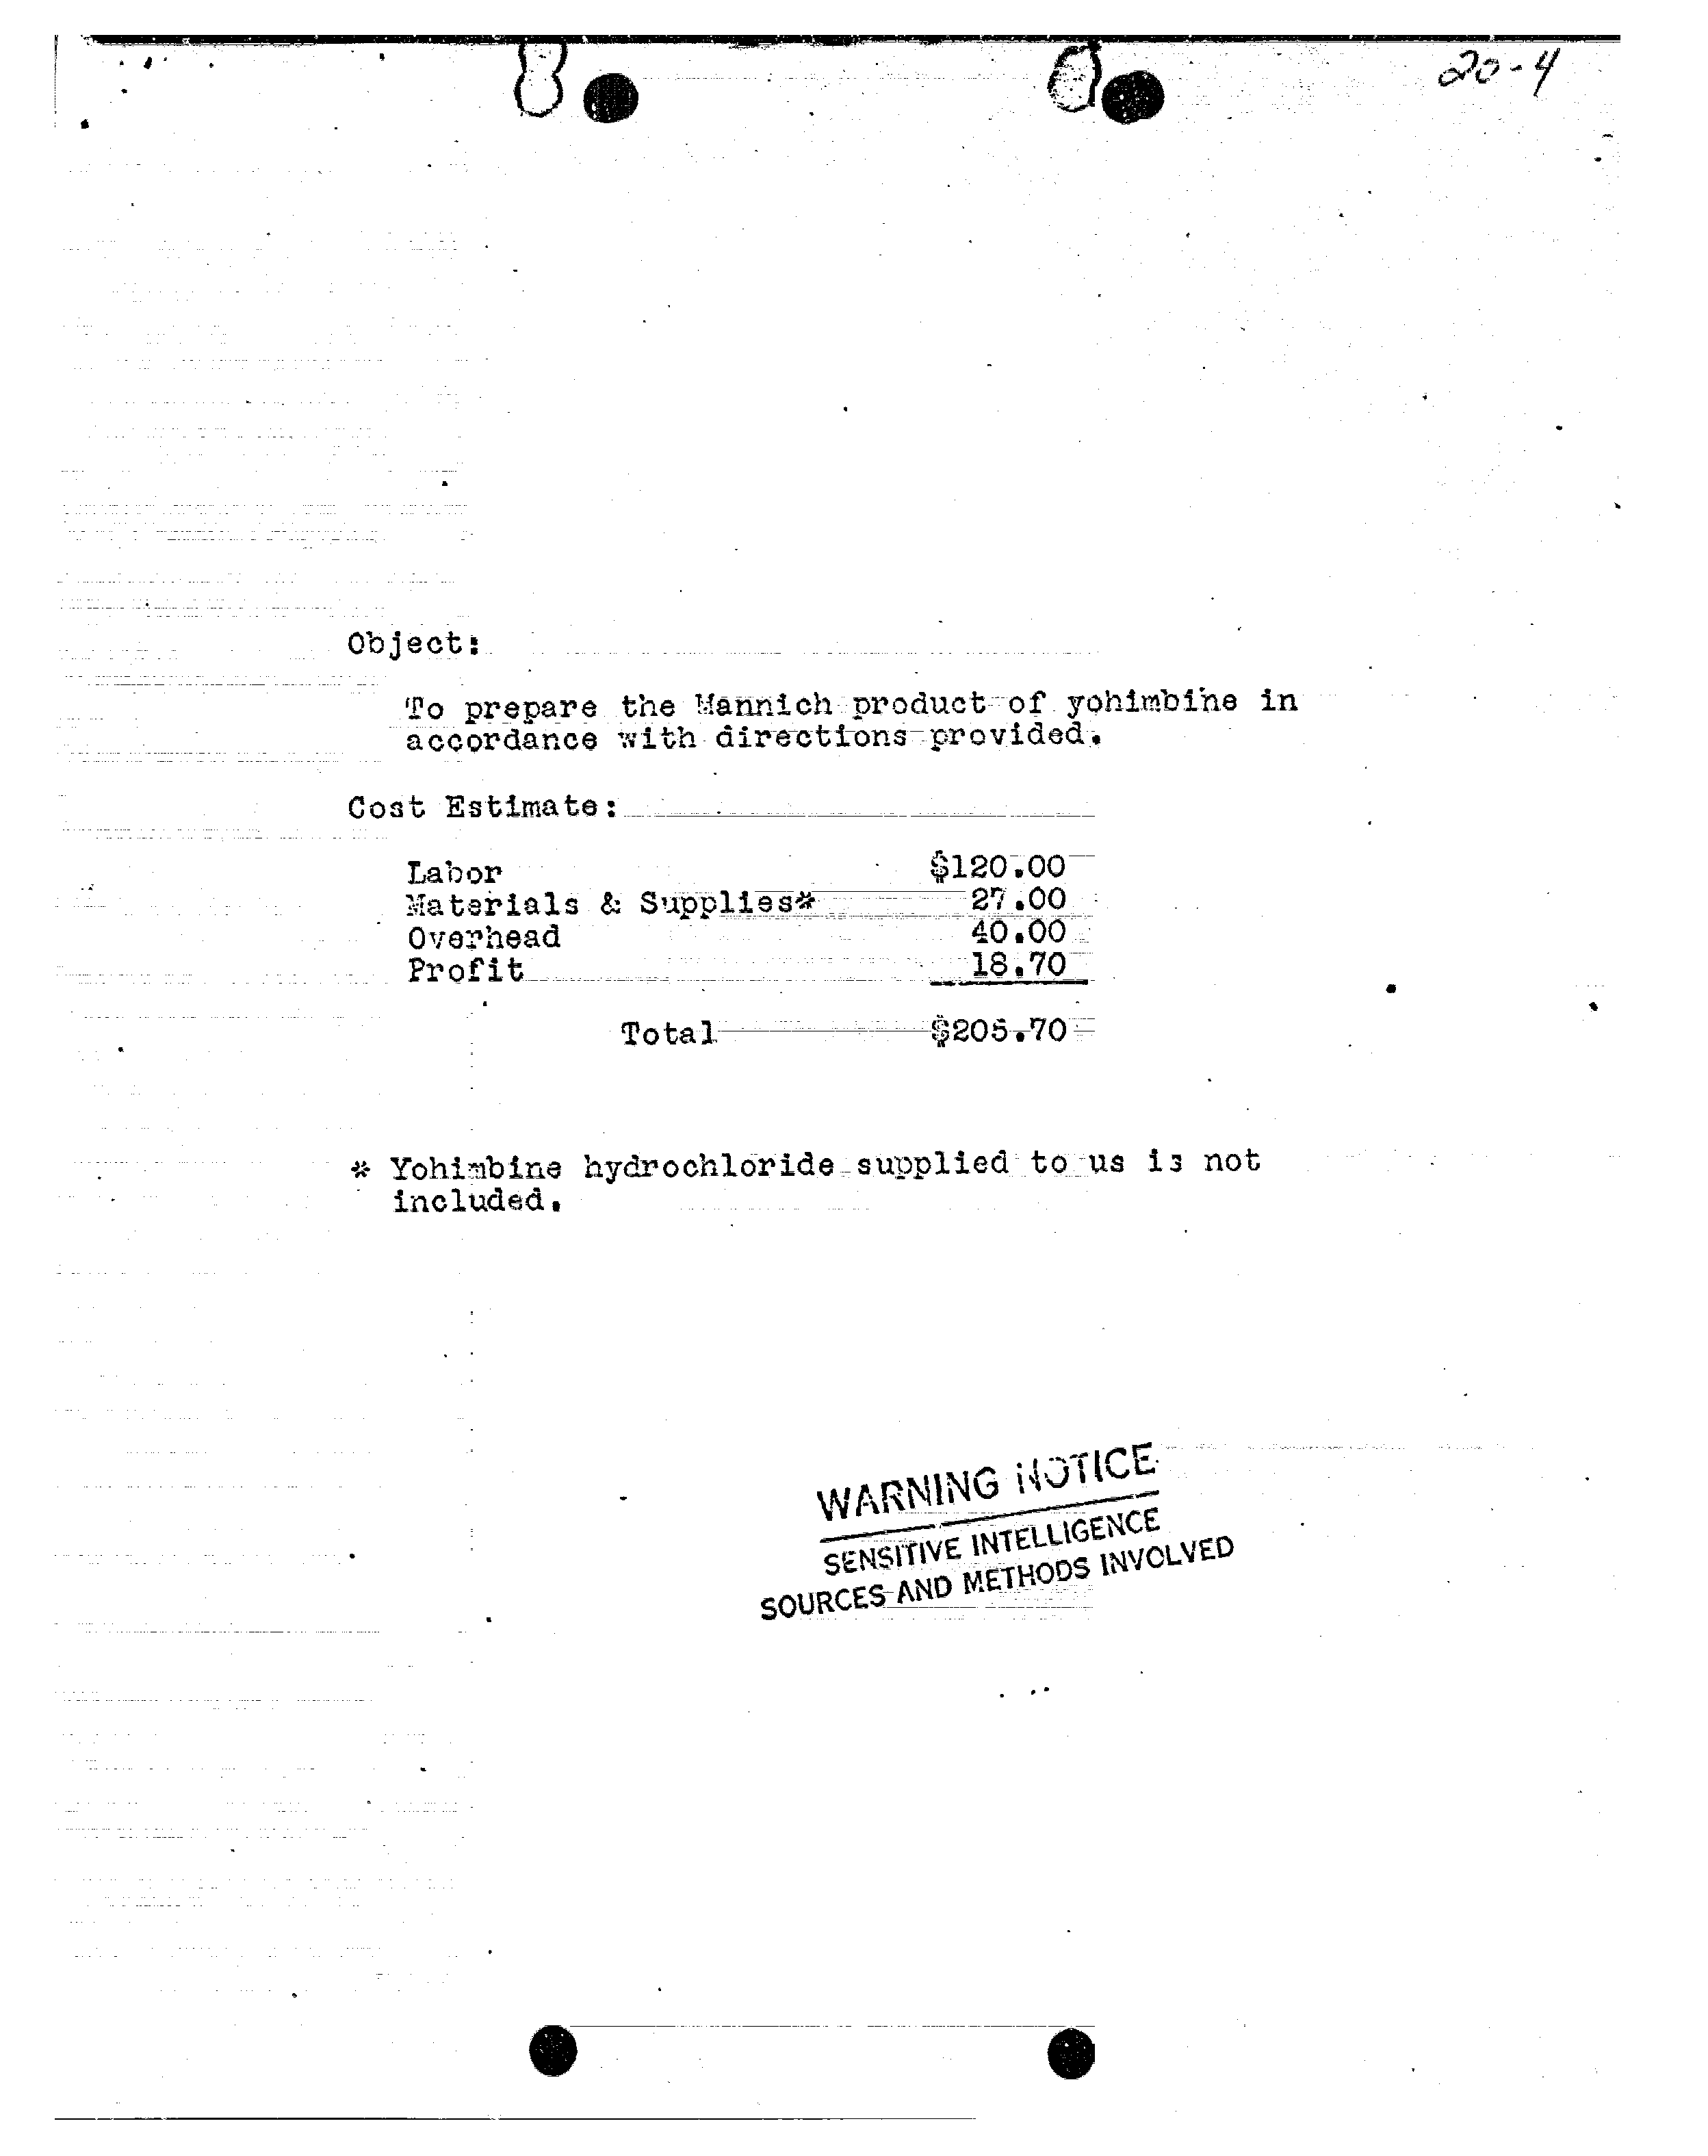 20-4
Object:
To prepare the Mannich product of yohimbine in
accordance with directions provided.
Cost Estimate:
Labor $120.00
Materials & Supplies* 27.00
Overhead 40.00
Profit 18.70
Total $205.70
* Yohimbine hydrochloride supplied to us is not
included.
WARNING NOTICE
SENSITIVE INTELLIGENCE
SOURCES AND METHODS INVOLVED